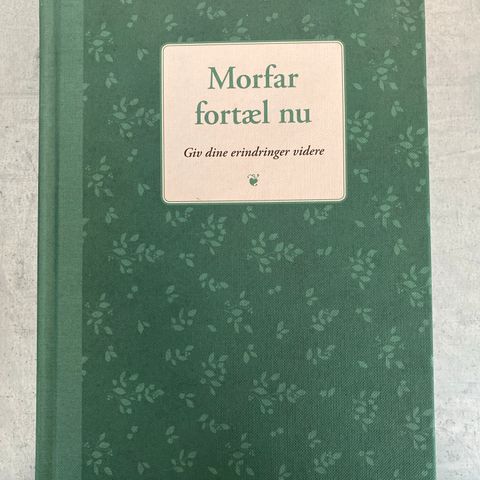 Morfar
fortæl nu
Giv dine erindringer videre